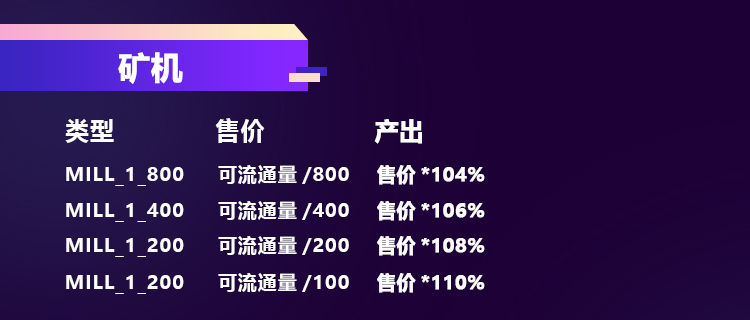 矿机
类型 售价 产出
MILL_1_800 可流通量 /800 售价 *104%
MILL_1_400 可流通量 /400 售价 *106%
MILL_1_200 可流通量 /200 售价 *108%
MILL_1_200 可流通量 /100 售价 *110%